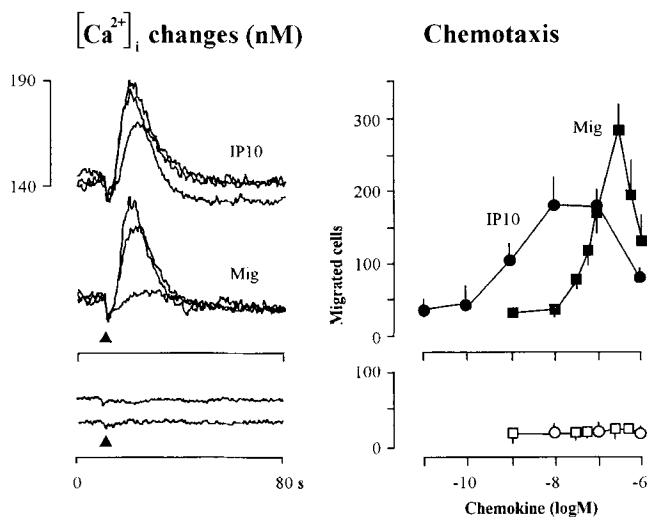 [Ca²⁺]ᵢ changes (nM)
190
140
IP10
Mig
0
80 s
Chemotaxis
Migrated cells
300
200
100
0
Mig
IP10
100
0
-10
-8
-6
Chemokine (logM)